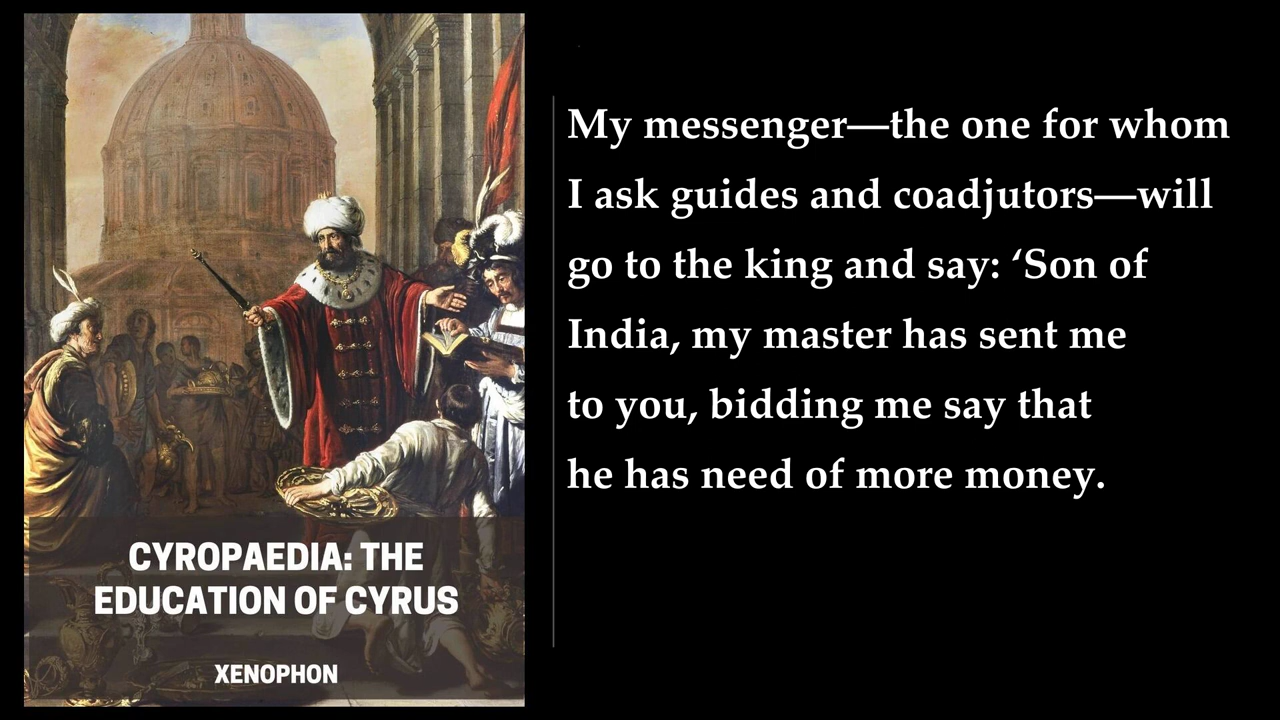 CYROPAEDIA: THE
EDUCATION OF CYRUS
XENOPHON
My messenger—the one for whom
I ask guides and coadjutors—will
go to the king and say: ‘Son of
India, my master has sent me
to you, bidding me say that
he has need of more money.